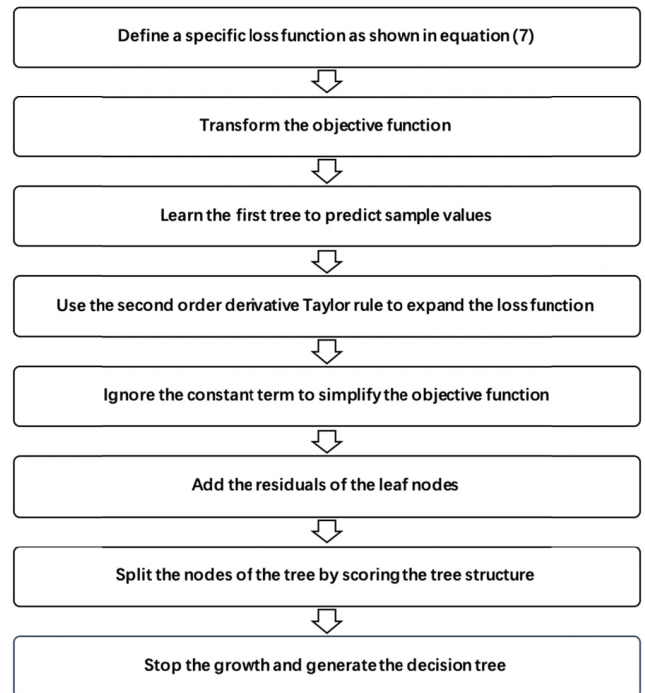 Define a specific loss function as shown in equation (7)
Transform the objective function
Learn the first tree to predict sample values
Use the second order derivative Taylor rule to expand the loss function
Ignore the constant term to simplify the objective function
Add the residuals of the leaf nodes
Split the nodes of the tree by scoring the tree structure
Stop the growth and generate the decision tree